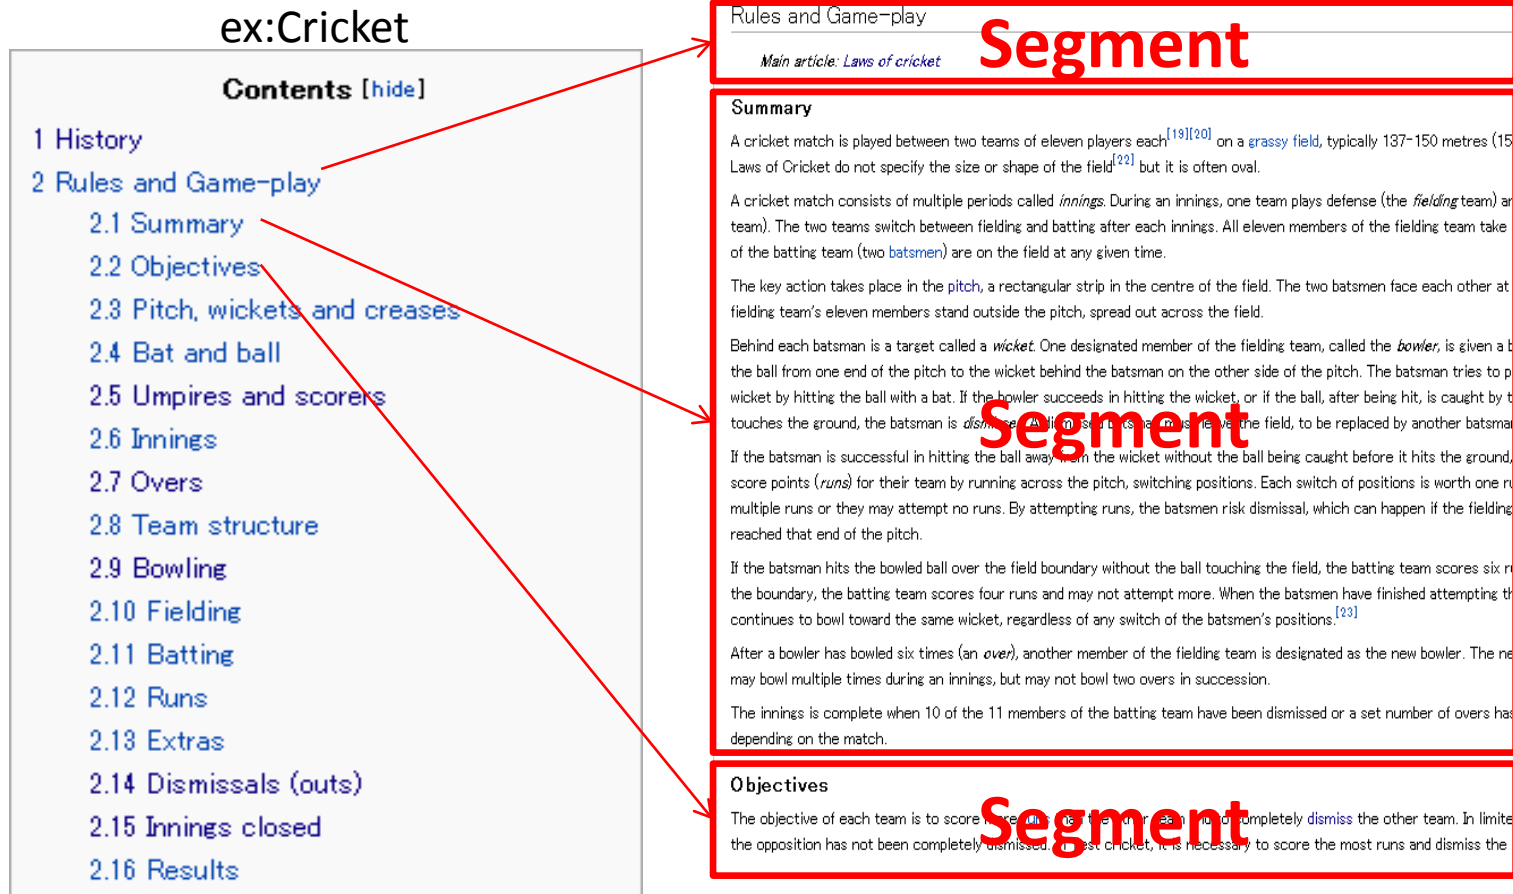 ex:Cricket
Contents [hide]
1 History
2 Rules and Game-play
2.1 Summary
2.2 Objectives
2.3 Pitch, wickets and creases
2.4 Bat and ball
2.5 Umpires and scorers
2.6 Innings
2.7 Overs
2.8 Team structure
2.9 Bowling
2.10 Fielding
2.11 Batting
2.12 Runs
2.13 Extras
2.14 Dismissals (outs)
2.15 Innings closed
2.16 Results
Rules and Game-play
Segment
Main article: Laws of cricket
Summary
A cricket match is played between two teams of eleven players each[19][20] on a grassy field, typically 137-150 metres (15
Laws of Cricket do not specify the size or shape of the field[22] but it is often oval.
A cricket match consists of multiple periods called innings. During an innings, one team plays defense (the fielding team) ar
team). The two teams switch between fielding and batting after each innings. All eleven members of the fielding team take
of the batting team (two batsmen) are on the field at any given time.
The key action takes place in the pitch, a rectangular strip in the centre of the field. The two batsmen face each other at
fielding team's eleven members stand outside the pitch, spread out across the field.
Behind each batsman is a target called a wicket. One designated member of the fielding team, called the bowler, is given a b
the ball from one end of the pitch to the wicket behind the batsman on the other side of the pitch. The batsman tries to p
wicket by hitting the ball with a bat. If the bowler succeeds in hitting the wicket, or if the ball, after being hit, is caught by t
touches the ground, the batsman is the field, to be replaced by another batsma
Segment
If the batsman is successful in hitting the ball away from the wicket without the ball being caught before it hits the ground,
score points (runs) for their team by running across the pitch, switching positions. Each switch of positions is worth one ru
multiple runs or they may attempt no runs. By attempting runs, the batsmen risk dismissal, which can happen if the fielding
reached that end of the pitch.
If the batsman hits the bowled ball over the field boundary without the ball touching the field, the batting team scores six ru
the boundary, the batting team scores four runs and may not attempt more. When the batsmen have finished attempting th
continues to bowl toward the same wicket, regardless of any switch of the batsmen's positions.[23]
After a bowler has bowled six times (an over), another member of the fielding team is designated as the new bowler. The ne
may bowl multiple times during an innings, but may not bowl two overs in succession.
The innings is complete when 10 of the 11 members of the batting team have been dismissed or a set number of overs has
depending on the match.
Objectives
The objective of each team is to score completely dismiss the other team. In limite
Segment
the opposition has not been completely cricket, it is necessary to score the most runs and dismiss the